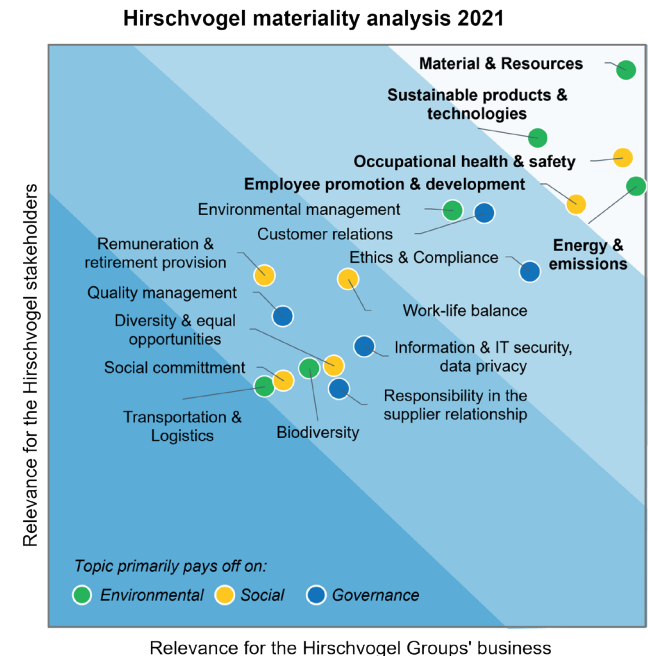 Hirschvogel materiality analysis 2021
Material & Resources
Sustainable products &
technologies
Occupational health & safety
Employee promotion & development
Environmental management
Customer relations
Energy &
emissions
Remuneration &
retirement provision
Ethics & Compliance
Quality management
Work-life balance
Diversity & equal
opportunities
Information & IT security,
data privacy
Social committment
Responsibility in the
supplier relationship
Transportation &
Logistics
Biodiversity
Topic primarily pays off on:
Environmental
Social
Governance
Relevance for the Hirschvogel stakeholders
Relevance for the Hirschvogel Groups' business